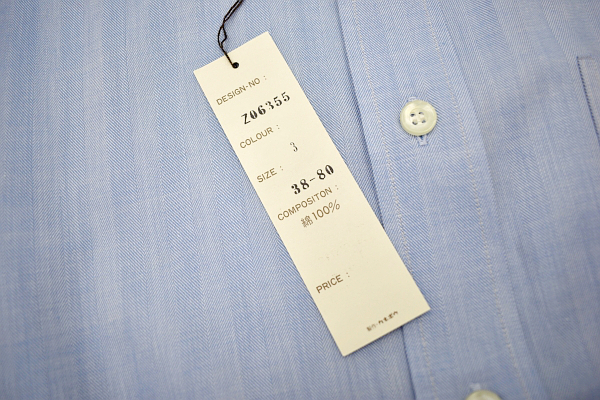 DESIGN-NO :
Z06355
COLOUR :
3
SIZE :
38-80
COMPOSITON :
綿100%
PRICE :